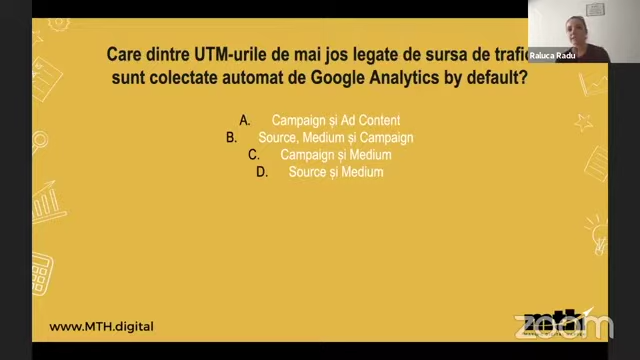 Care dintre UTM-urile de mai jos legate de sursa de trafic
sunt colectate automat de Google Analytics by default?
A. Campaign și Ad Content
B. Source, Medium și Campaign
C. Campaign și Medium
D. Source și Medium
Raluca Radu
www.MTH.digital
mth
zoom